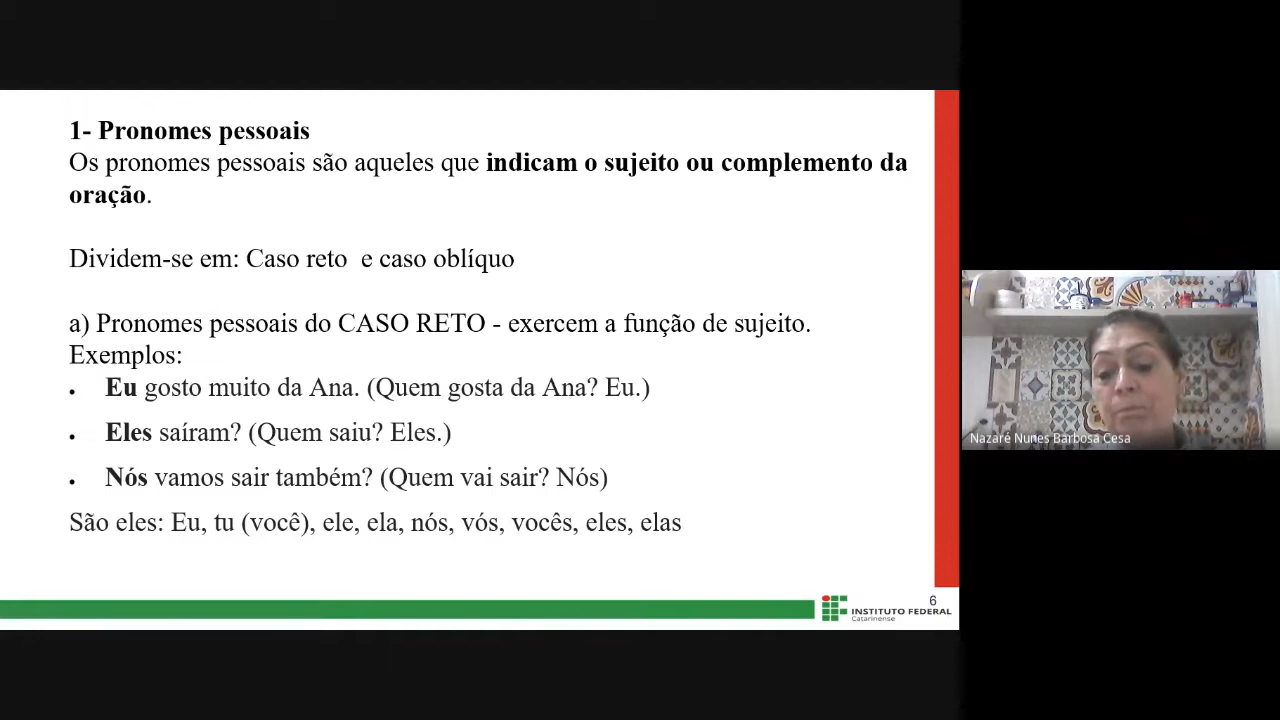 1- Pronomes pessoais
Os pronomes pessoais são aqueles que indicam o sujeito ou complemento da
oração.
Dividem-se em: Caso reto  e caso oblíquo
a) Pronomes pessoais do CASO RETO - exercem a função de sujeito.
Exemplos:
• Eu gosto muito da Ana. (Quem gosta da Ana? Eu.)
• Eles saíram? (Quem saiu? Eles.)
• Nós vamos sair também? (Quem vai sair? Nós)
São eles: Eu, tu (você), ele, ela, nós, vós, vocês, eles, elas
6
INSTITUTO FEDERAL
Catarinense
Nazaré Nunes Barbosa Cesa